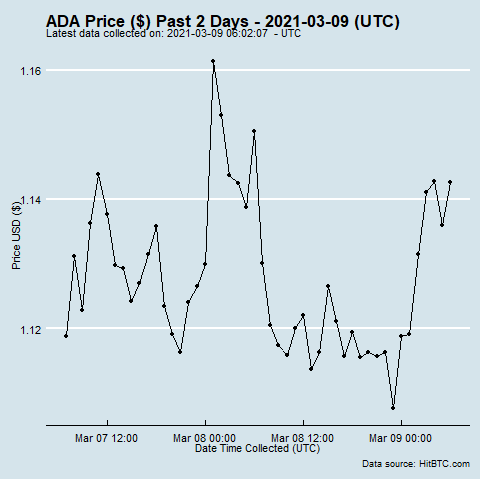 ADA Price ($) Past 2 Days - 2021-03-09 (UTC)
Latest data collected on: 2021-03-09 06:02:07 - UTC
1.16
1.14
1.12
Price USD ($)
Mar 07 12:00
Mar 08 00:00
Mar 08 12:00
Mar 09 00:00
Date Time Collected (UTC)
Data source: HitBTC.com